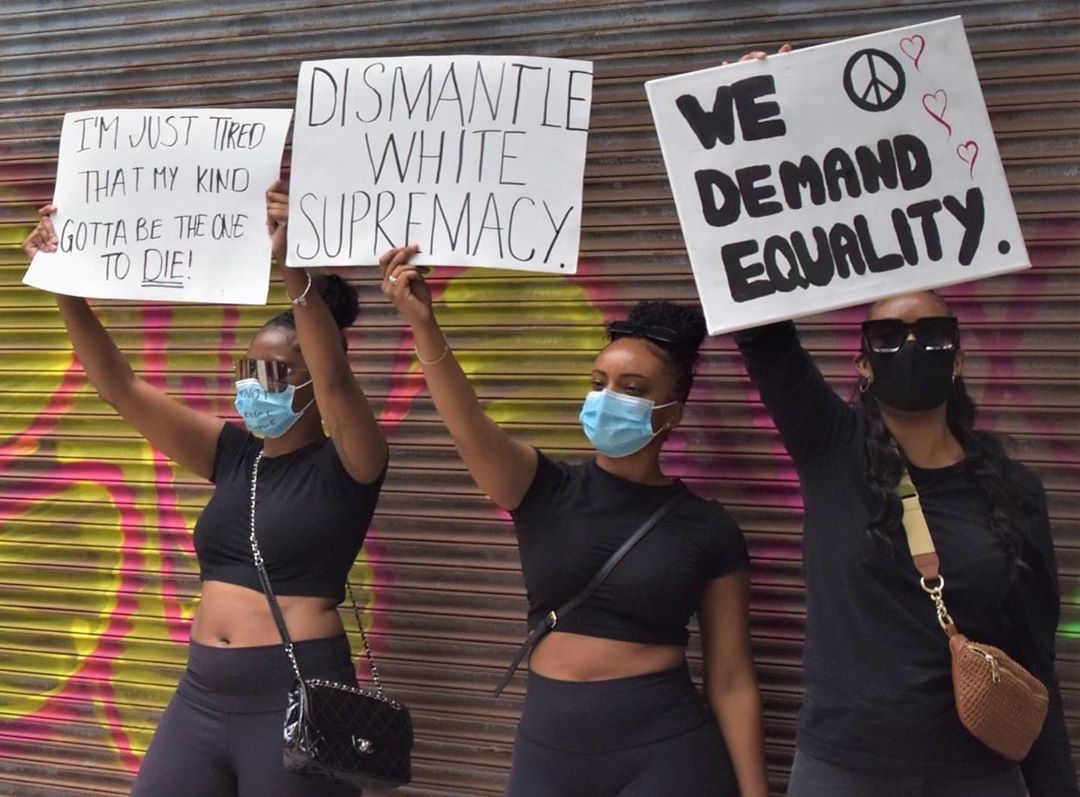 I'M JUST TIRED
THAT MY KIND
GOTTA BE THE ONE
TO DIE!
DISMANTLE
WHITE
SUPREMACY.
WE
DEMAND
EQUALITY.